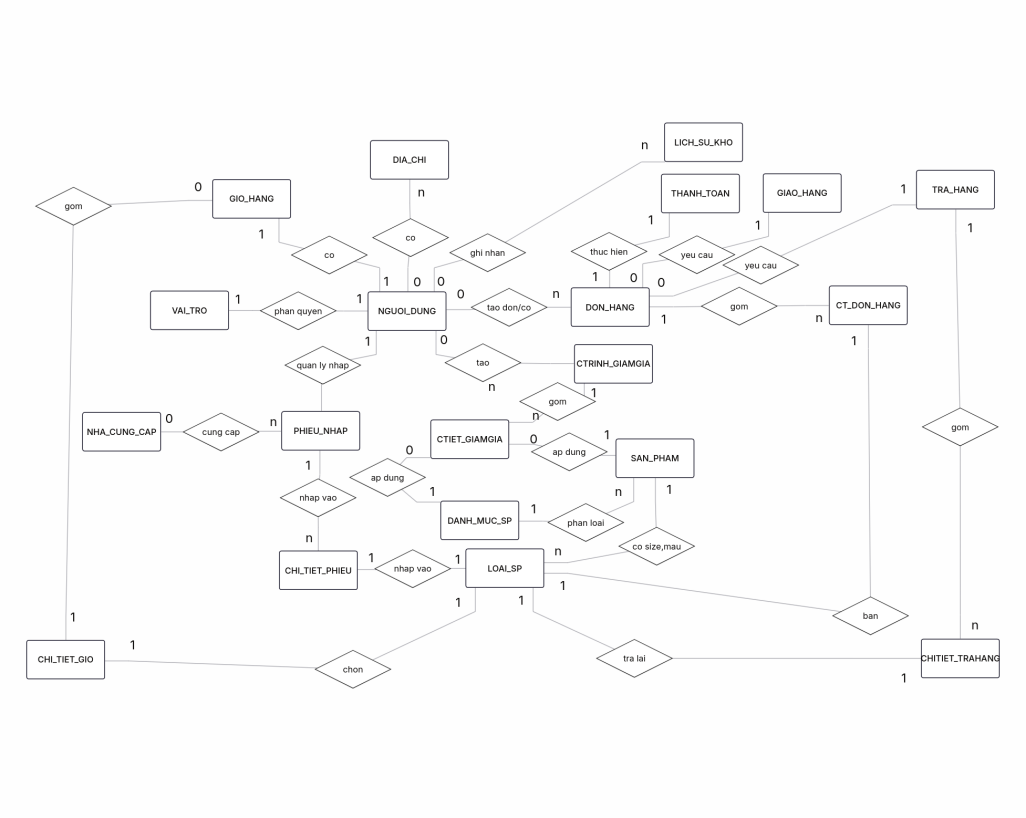 n
LICH_SU_KHO
DIA_CHI
GIO_HANG
0
gom
n
THANH_TOAN
GIAO_HANG
1
TRA_HANG
1
1
1
1
co
co
ghi nhan
thuc hien
yeu cau
yeu cau
1
0
0
1
0
0
VAI_TRO
1
phan quyen
1
NGUOI_DUNG
0
tao don/co
n
DON_HANG
1
gom
n
CT_DON_HANG
1
0
1
quan ly nhap
tao
n
CTRINH_GIAMGIA
1
gom
n
NHA_CUNG_CAP
0
cung cap
n
PHIEU_NHAP
CTIET_GIAMGIA
0
ap dung
1
SAN_PHAM
gom
1
0
ap dung
1
n
1
nhap vao
n
DANH_MUC_SP
1
phan loai
co size,mau
CHI_TIET_PHIEU
1
nhap vao
1
LOAI_SP
n
1
1
1
ban
1
n
CHI_TIET_GIO
1
chon
tra lai
1
CHITIET_TRAHANG